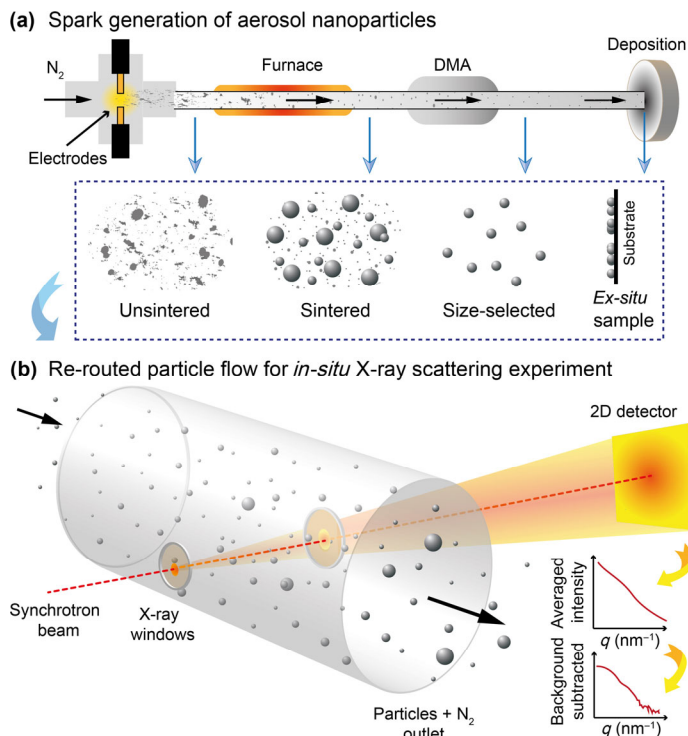 (a) Spark generation of aerosol nanoparticles
N₂
Furnace
DMA
Deposition
Electrodes
Unsintered
Sintered
Size-selected
Substrate
Ex-situ
sample
(b) Re-routed particle flow for in-situ X-ray scattering experiment
2D detector
Synchrotron
beam
X-ray
windows
Particles + N₂
outlet
Averaged
intensity
q (nm⁻¹)
Background
subtracted
q (nm⁻¹)